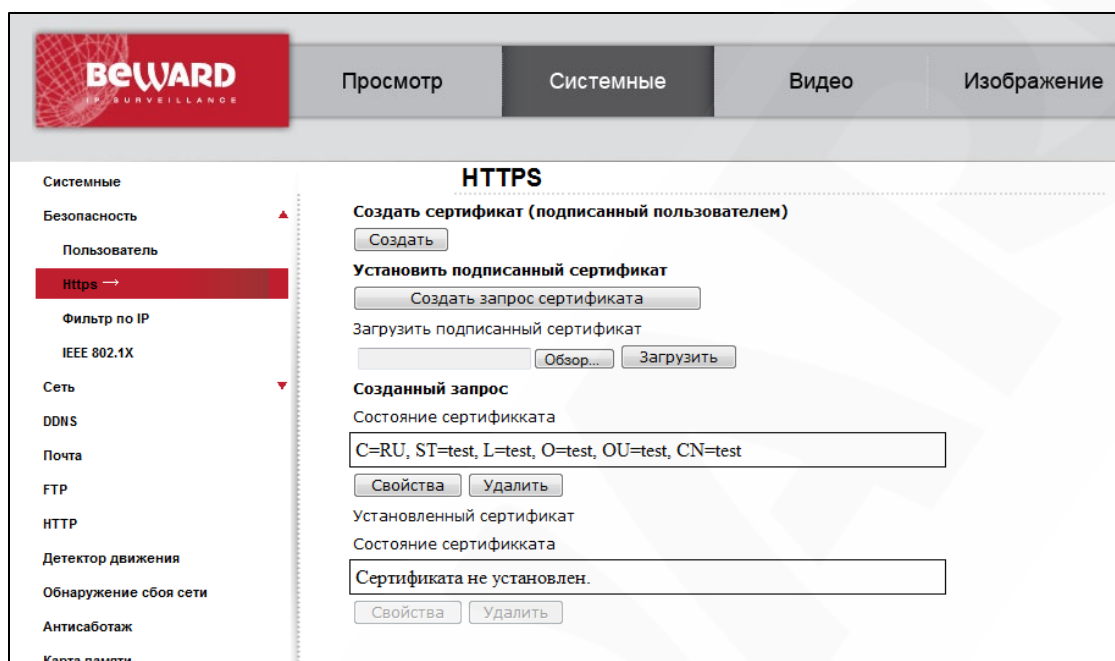 BEWARD
IP SURVEILLANCE
Просмотр
Системные
Видео
Изображение
Системные
Безопасность
Пользователь
Https →
Фильтр по IP
IEEE 802.1X
Сеть
DDNS
Почта
FTP
HTTP
Детектор движения
Обнаружение сбоя сети
Антисаботаж
Карта памяти
HTTPS
Создать сертификат (подписанный пользователем)
Создать
Установить подписанный сертификат
Создать запрос сертификата
Загрузить подписанный сертификат
Обзор... Загрузить
Созданный запрос
Состояние сертификката
C=RU, ST=test, L=test, O=test, OU=test, CN=test
Свойства Удалить
Установленный сертификат
Состояние сертификката
Сертификата не установлен.
Свойства Удалить